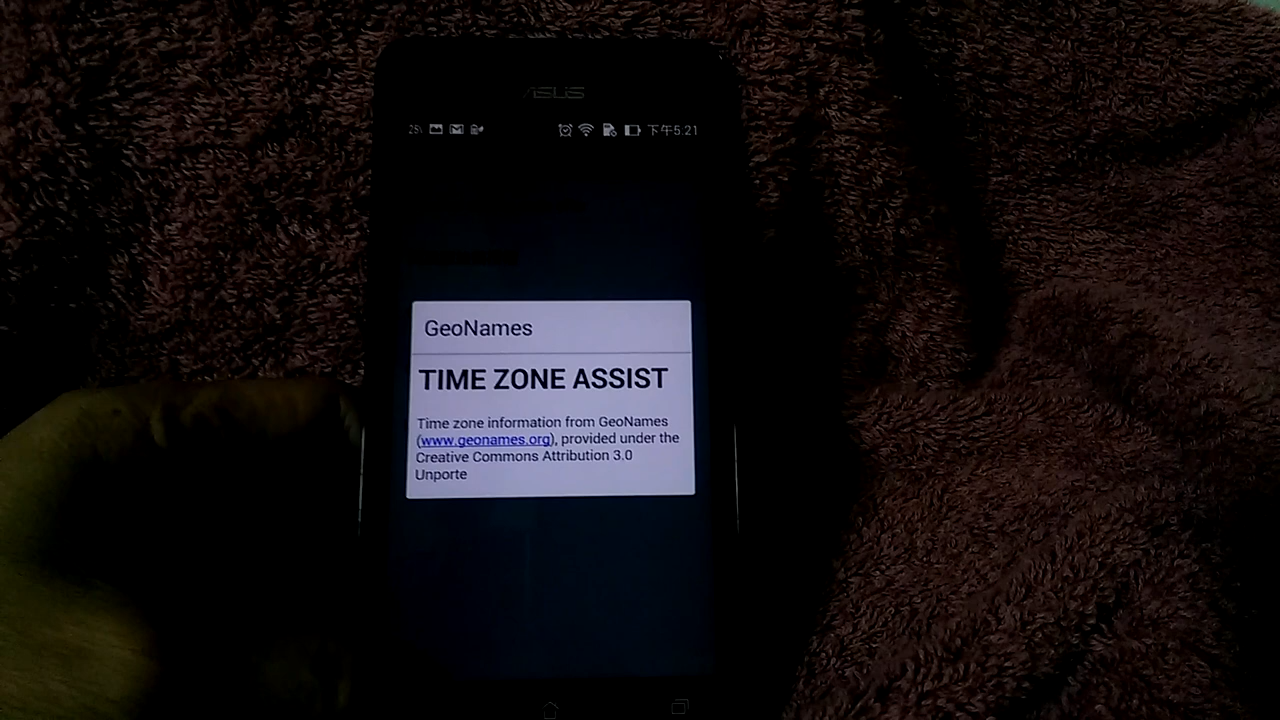 ASUS
28% 下午5:21
GeoNames
TIME ZONE ASSIST
Time zone information from GeoNames
(www.geonames.org), provided under the
Creative Commons Attribution 3.0
Unporte